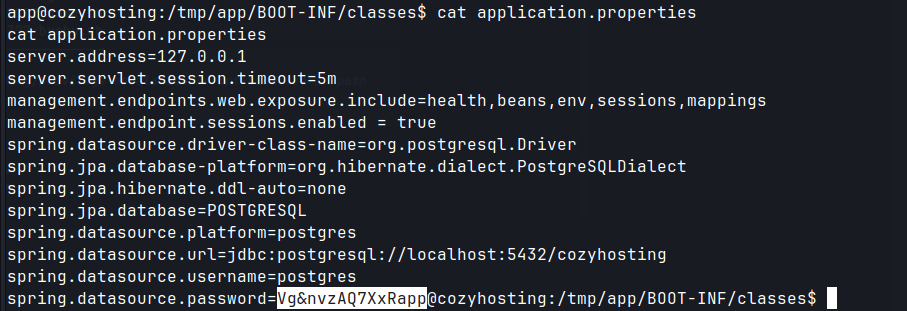 app@cozyhosting:/tmp/app/BOOT-INF/classes$ cat application.properties
cat application.properties
server.address=127.0.0.1
server.servlet.session.timeout=5m
management.endpoints.web.exposure.include=health,beans,env,sessions,mappings
management.endpoint.sessions.enabled = true
spring.datasource.driver-class-name=org.postgresql.Driver
spring.jpa.database-platform=org.hibernate.dialect.PostgreSQLDialect
spring.jpa.hibernate.ddl-auto=none
spring.jpa.database=POSTGRESQL
spring.datasource.platform=postgres
spring.datasource.url=jdbc:postgresql://localhost:5432/cozyhosting
spring.datasource.username=postgres
spring.datasource.password=Vg&nvzAQ7XxRapp@cozyhosting:/tmp/app/BOOT-INF/classes$